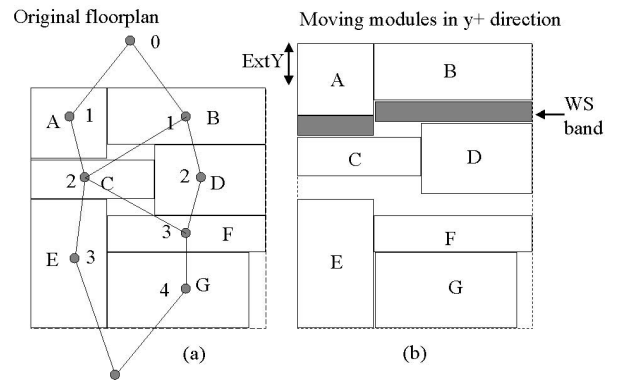 Original floorplan
Moving modules in y+ direction
0
ExtY
A 1
1 B
2 C
2 D
3 F
E 3
4 G
(a)
A
B
WS
band
C
D
E
F
G
(b)